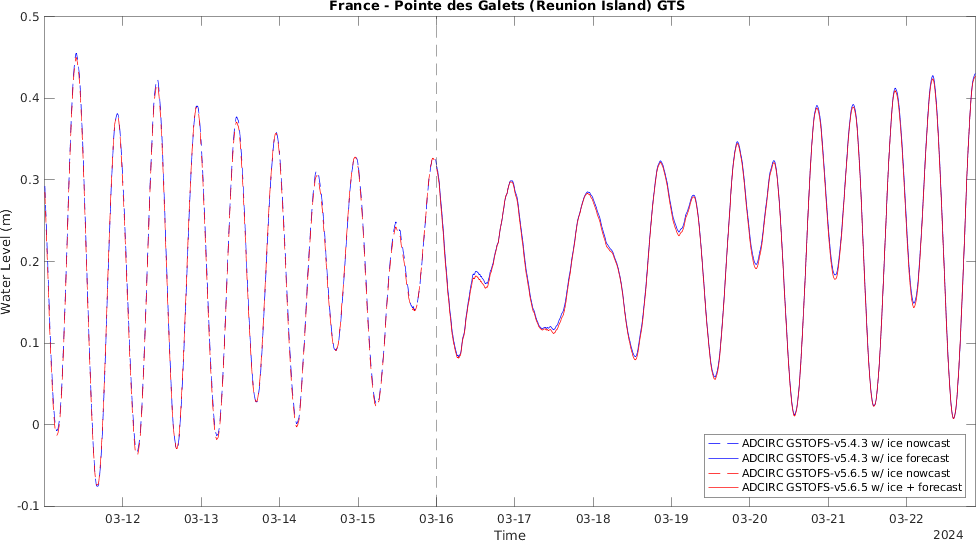 France - Pointe des Galets (Reunion Island) GTS
0.5
0.4
0.3
0.2
0.1
0
-0.1
Water Level (m)
03-12 03-13 03-14 03-15 03-16 03-17 03-18 03-19 03-20 03-21 03-22
Time
2024
ADCIRC GSTOFS-v5.4.3 w/ ice nowcast
ADCIRC GSTOFS-v5.4.3 w/ ice forecast
ADCIRC GSTOFS-v5.6.5 w/ ice nowcast
ADCIRC GSTOFS-v5.6.5 w/ ice + forecast